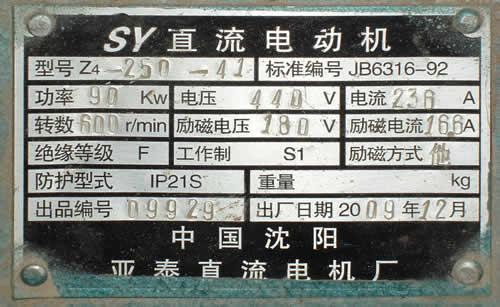 SY 直流电动机
型号 Z4-250-41 标准编号 JB6316-92
功率 90 Kw 电压 440 V 电流 236 A
转数 600 r/min 励磁电压 180 V 励磁电流 166 A
绝缘等级 F 工作制 S1 励磁方式 他
防护型式 IP21S 重量 kg
出品编号 09929 出厂日期 2009年12月
中国沈阳
亚泰直流电机厂